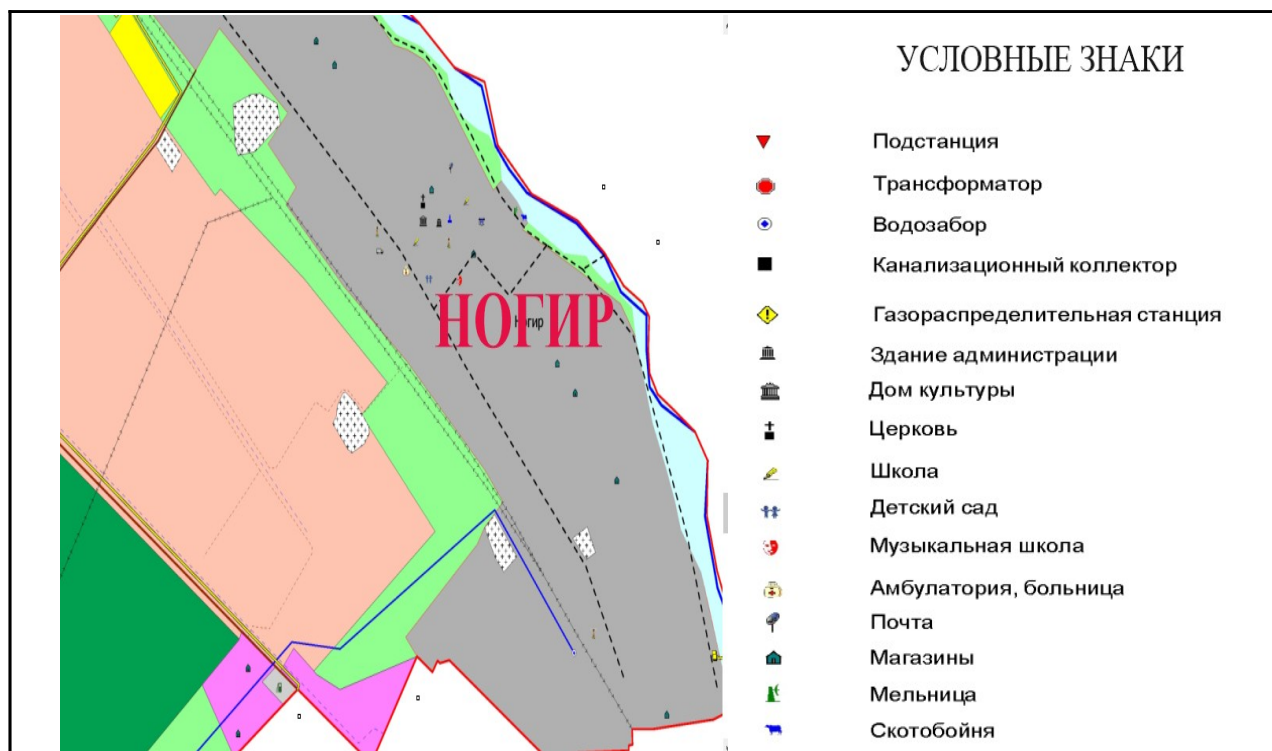 НОГИР
Ногир
УСЛОВНЫЕ ЗНАКИ
Подстанция
Трансформатор
Водозабор
Канализационный коллектор
Газораспределительная станция
Здание администрации
Дом культуры
Церковь
Школа
Детский сад
Музыкальная школа
Амбулатория, больница
Почта
Магазины
Мельница
Скотобойня